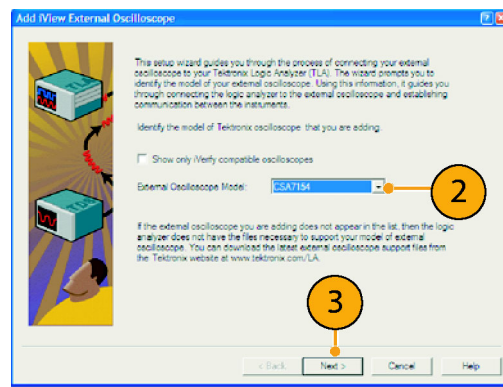 Add iView External Oscilloscope
This setup wizard guides you through the process of connecting your external
oscilloscope to your Tektronix Logic Analyzer (TLA). The wizard prompts you to
identify the model of your external oscilloscope. Using this information, it guides you
through connecting the logic analyzer to the external oscilloscope and establishing
communication between the instruments.
Identify the model of Tektronix oscilloscope that you are adding.
Show only iVerify compatible oscilloscopes
External Oscilloscope Model: CSA7154
2
If the external oscilloscope you are adding does not appear in the list, then the logic
analyzer does not have the files necessary to support your model of external
oscilloscope. You can download the latest external oscilloscope support files from
the Tektronix website at www.tektronix.com/LA.
3
< Back Next > Cancel Help